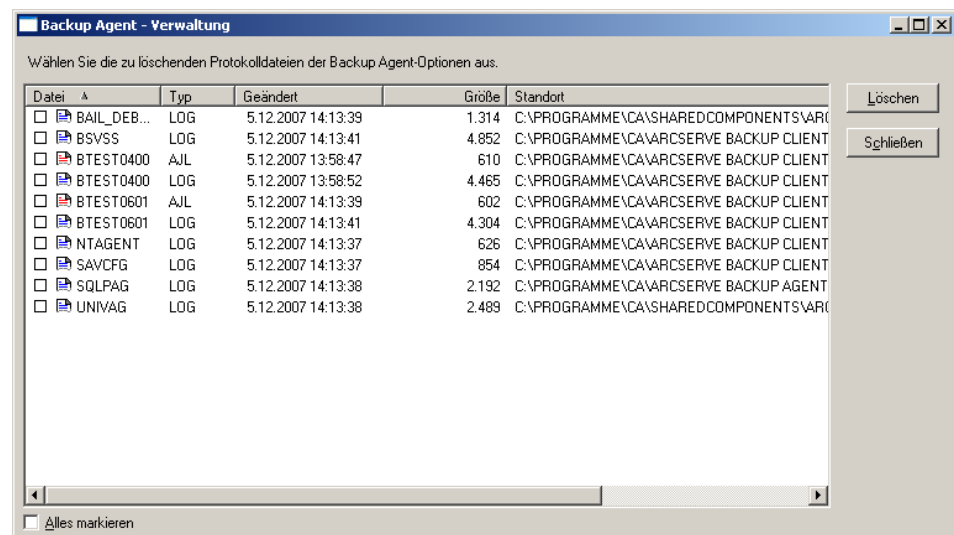 Backup Agent - Verwaltung
Wählen Sie die zu löschenden Protokolldateien der Backup Agent-Optionen aus.
Datei Typ Geändert Größe Standort
BAIL_DEB... LOG 5.12.2007 14:13:39 1.314 C:\PROGRAMME\CA\SHAREDCOMPONENTS\ARC
BSVSS LOG 5.12.2007 14:13:41 4.852 C:\PROGRAMME\CA\ARCSERVE BACKUP CLIENT
BTEST0400 AJL 5.12.2007 13:58:47 610 C:\PROGRAMME\CA\ARCSERVE BACKUP CLIENT
BTEST0400 LOG 5.12.2007 13:58:52 4.465 C:\PROGRAMME\CA\ARCSERVE BACKUP CLIENT
BTEST0601 AJL 5.12.2007 14:13:39 602 C:\PROGRAMME\CA\ARCSERVE BACKUP CLIENT
BTEST0601 LOG 5.12.2007 14:13:41 4.304 C:\PROGRAMME\CA\ARCSERVE BACKUP CLIENT
NTAGENT LOG 5.12.2007 14:13:37 626 C:\PROGRAMME\CA\ARCSERVE BACKUP CLIENT
SAVCFG LOG 5.12.2007 14:13:37 854 C:\PROGRAMME\CA\ARCSERVE BACKUP CLIENT
SQLPAG LOG 5.12.2007 14:13:38 2.192 C:\PROGRAMME\CA\ARCSERVE BACKUP AGENT
UNIVAG LOG 5.12.2007 14:13:38 2.489 C:\PROGRAMME\CA\SHAREDCOMPONENTS\ARC
Löschen
Schließen
Alles markieren